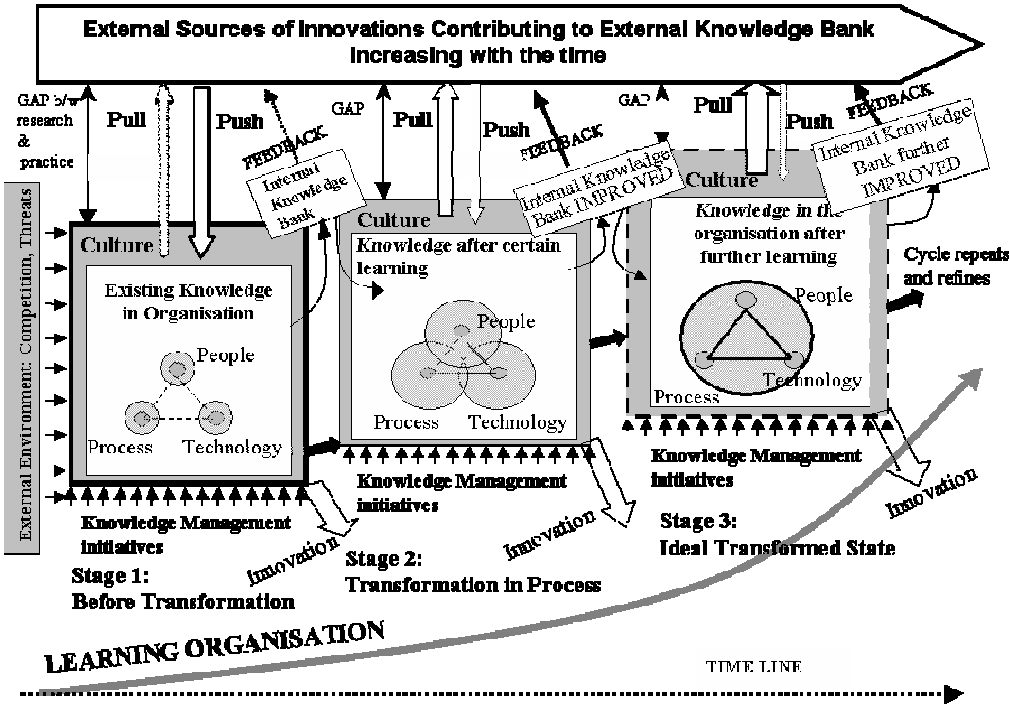 External Sources of Innovations Contributing to External Knowledge Bank
Increasing with the time
GAP b/w
research
&
practice
Pull
Push
FEEDBACK
Internal
Knowledge
Bank
GAP
Pull
Push
FEEDBACK
Internal Knowledge
Bank IMPROVED
GAP
Pull
Push
FEEDBACK
Internal Knowledge
Bank further
IMPROVED
External Environment: Competition, Threats
Culture
Existing Knowledge
in Organisation
People
Process
Technology
Culture
Knowledge after certain
learning
People
Process
Technology
Culture
Knowledge in the
organisation after
further learning
People
Technology
Process
Cycle repeats
and refines
Knowledge Management
initiatives
Innovation
Stage 1:
Before Transformation
Knowledge Management
initiatives
Innovation
Stage 2:
Transformation in Process
Knowledge Management
initiatives
Innovation
Stage 3:
Ideal Transformed State
LEARNING ORGANISATION
TIME LINE